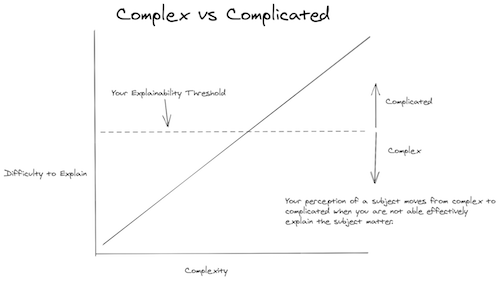 Complex vs Complicated
Your Explainability Threshold
Complicated
Complex
Difficulty to Explain
Your perception of a subject moves from complex to
complicated when you are not able effectively
explain the subject matter.
Complexity